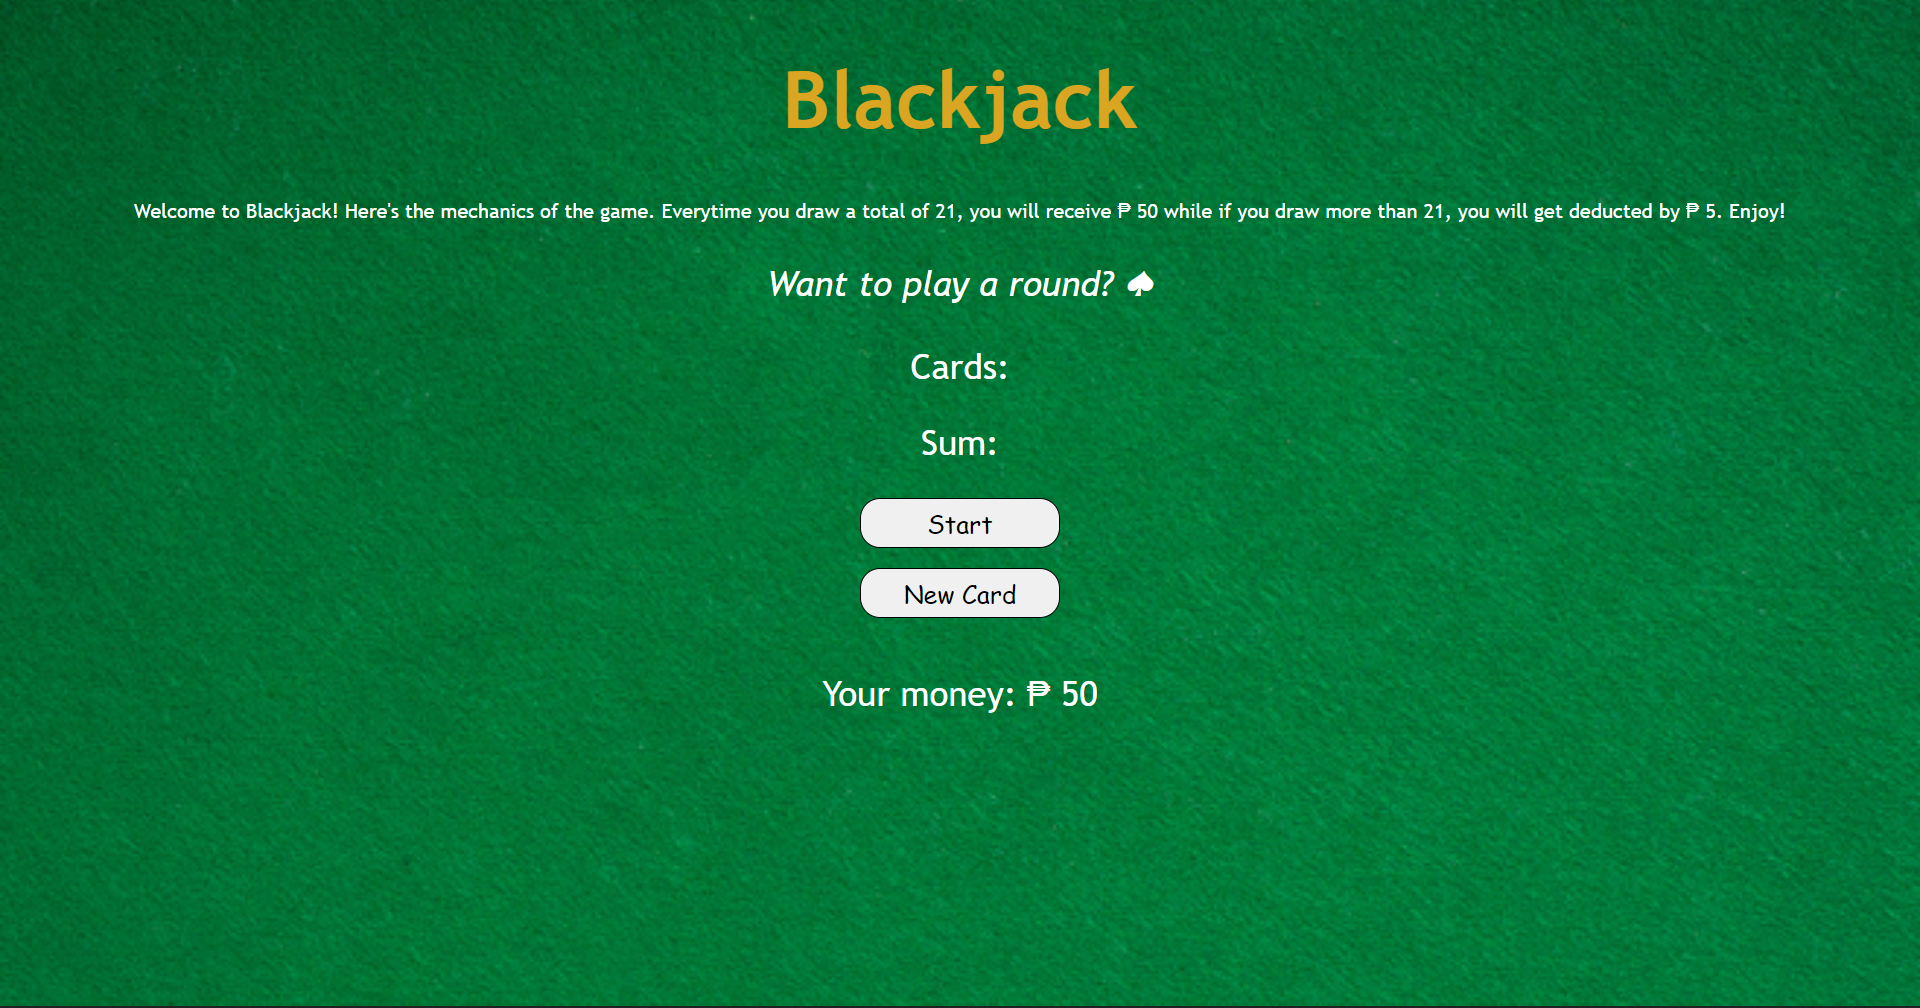 Blackjack
Welcome to Blackjack! Here's the mechanics of the game. Everytime you draw a total of 21, you will receive ₱ 50 while if you draw more than 21, you will get deducted by ₱ 5. Enjoy!
Want to play a round? ♠
Cards:
Sum:
Start
New Card
Your money: ₱ 50